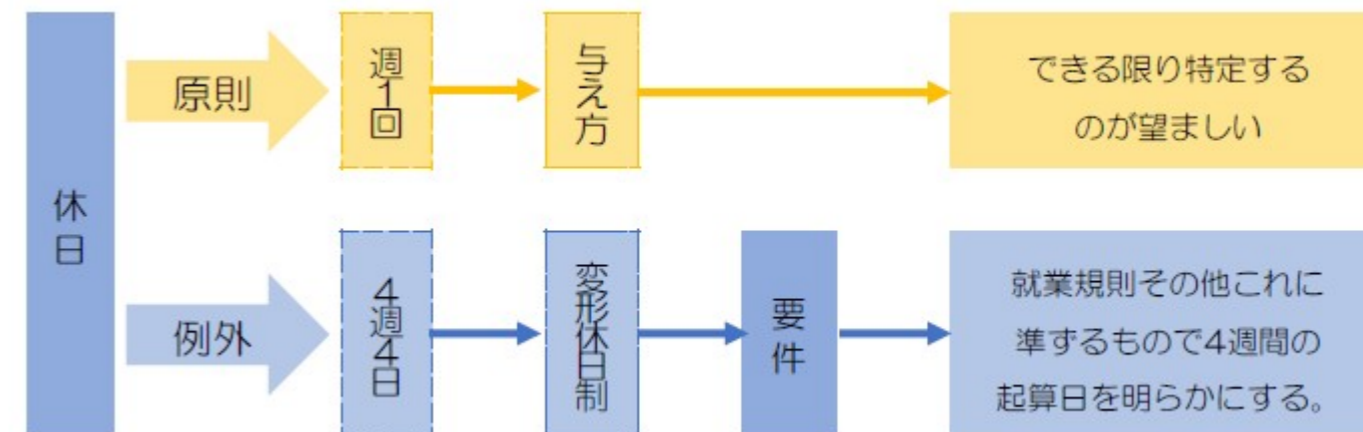 休日
原則
週1回
与え方
できる限り特定する
のが望ましい
例外
4週4日
変形休日制
要件
就業規則その他これに
準ずるもので4週間の
起算日を明らかにする。